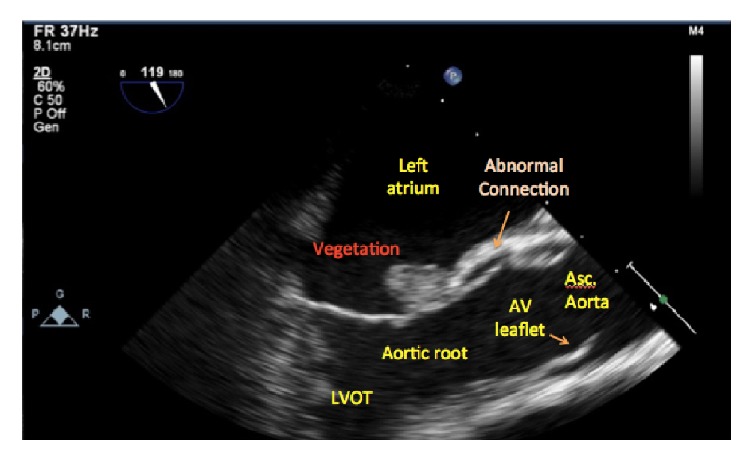 FR 37Hz
8.1cm
M4
2D
60%
C 50
P Off
Gen
0 119 180
P
Left
atrium
Abnormal
Connection
Vegetation
Asc.
Aorta
AV
leaflet
Aortic root
LVOT
G
P R